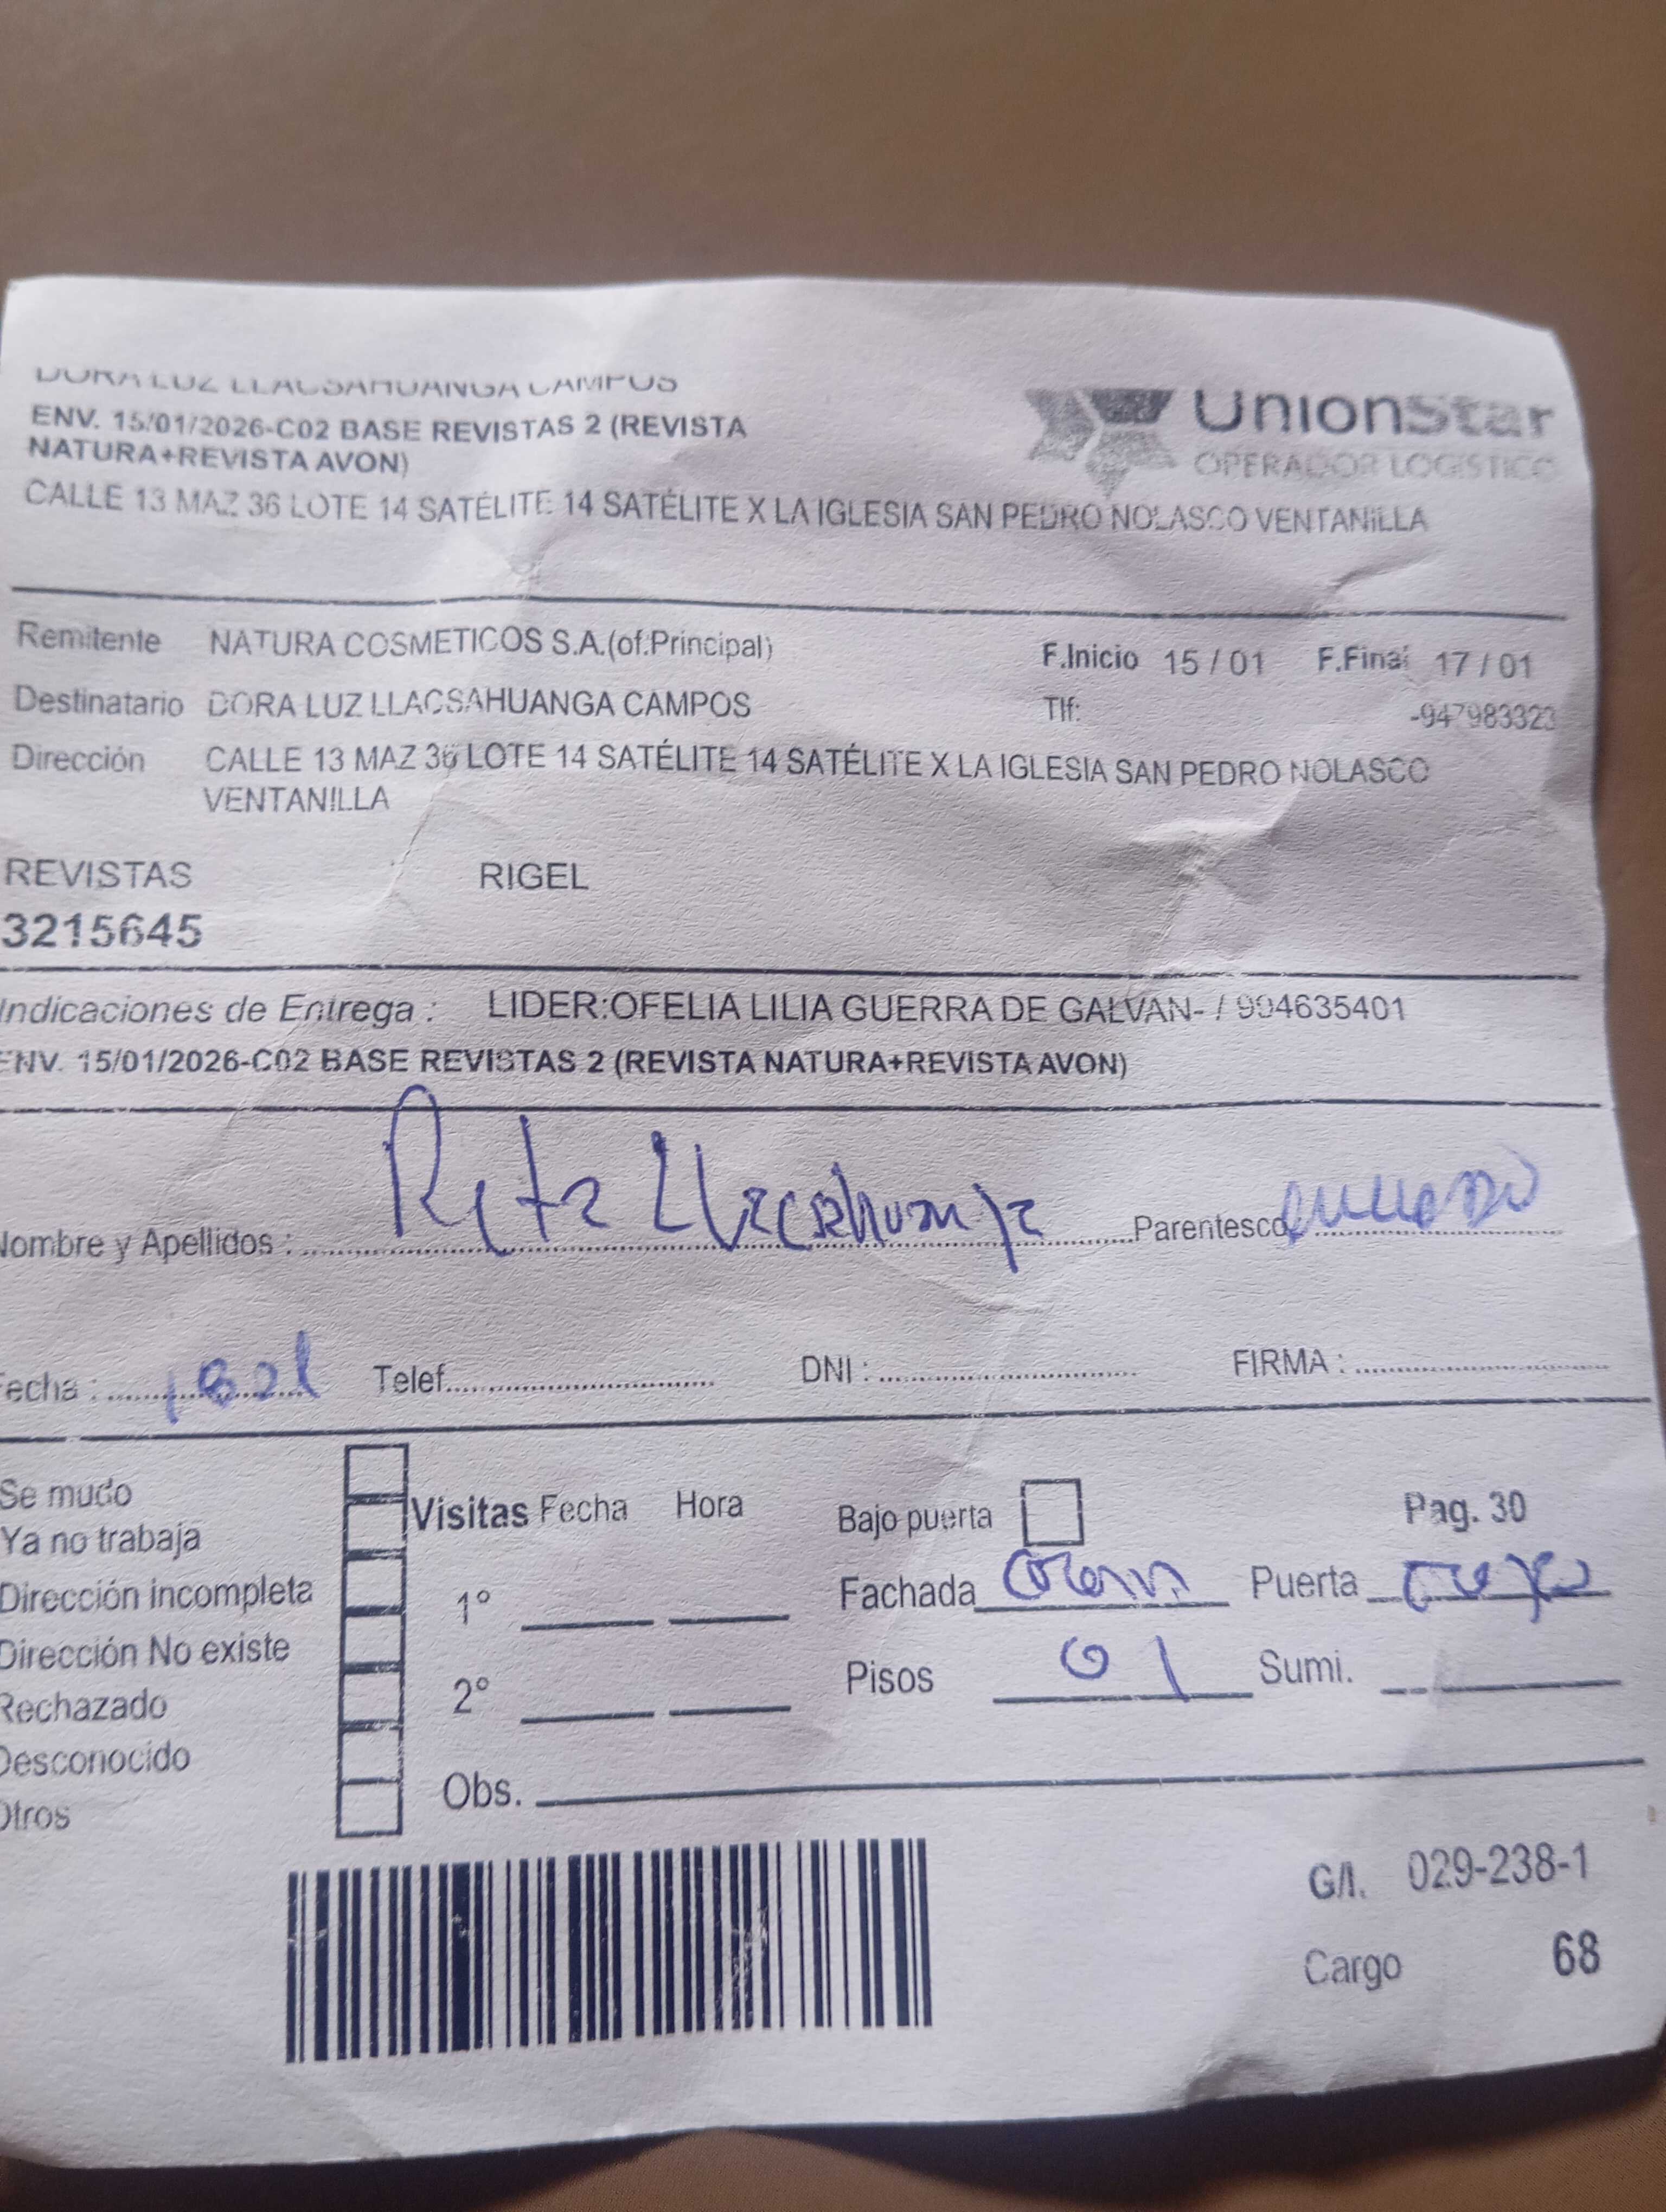 DORA LUZ LLACSAHUANGA CAMPOS
ENV. 15/01/2026-C02 BASE REVISTAS 2 (REVISTA
NATURA+REVISTA AVON)
UnionStar
OPERADOR LOGISTICO
CALLE 13 MAZ 36 LOTE 14 SATÉLITE 14 SATÉLITE X LA IGLESIA SAN PEDRO NOLASCO VENTANILLA
Remitente NATURA COSMETICOS S.A.(of.Principal) F.Inicio 15 / 01 F.Final 17 / 01
Destinatario DORA LUZ LLACSAHUANGA CAMPOS Tlf: -947983323
Dirección CALLE 13 MAZ 36 LOTE 14 SATÉLITE 14 SATÉLITE X LA IGLESIA SAN PEDRO NOLASCO
VENTANILLA
REVISTAS RIGEL
3215645
Indicaciones de Entrega : LIDER:OFELIA LILIA GUERRA DE GALVAN- / 994635401
ENV. 15/01/2026-C02 BASE REVISTAS 2 (REVISTA NATURA+REVISTA AVON)
Nombre y Apellidos : Rita Llacsahuanga Parentesco
Fecha : Telef. DNI : FIRMA :
Se mudo
Ya no trabaja
Dirección incompleta
Dirección No existe
Rechazado
Desconocido
Otros
Visitas Fecha Hora
1°
2°
Obs.
Bajo puerta Pag. 30
Fachada Puerta
Pisos 01 Sumi.
G/I. 029-238-1
Cargo 68